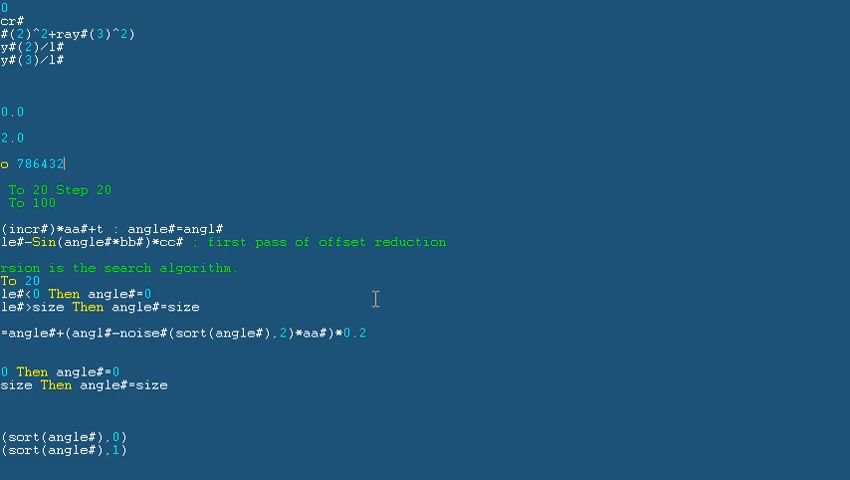 0
cr#
#(2)^2+ray#(3)^2)
y#(2)/l#
y#(3)/l#
0.0
2.0
o 786432
To 20 Step 20
To 100
(incr#)*aa#+t : angle#=angl#
le#-Sin(angle#*bb#)*cc# ; first pass of offset reduction
rsion is the search algorithm.
To 20
le#<0 Then angle#=0
le#>size Then angle#=size
=angle#+(angl#-noise#(sort(angle#),2)*aa#)*0.2
0 Then angle#=0
size Then angle#=size
(sort(angle#),0)
(sort(angle#),1)